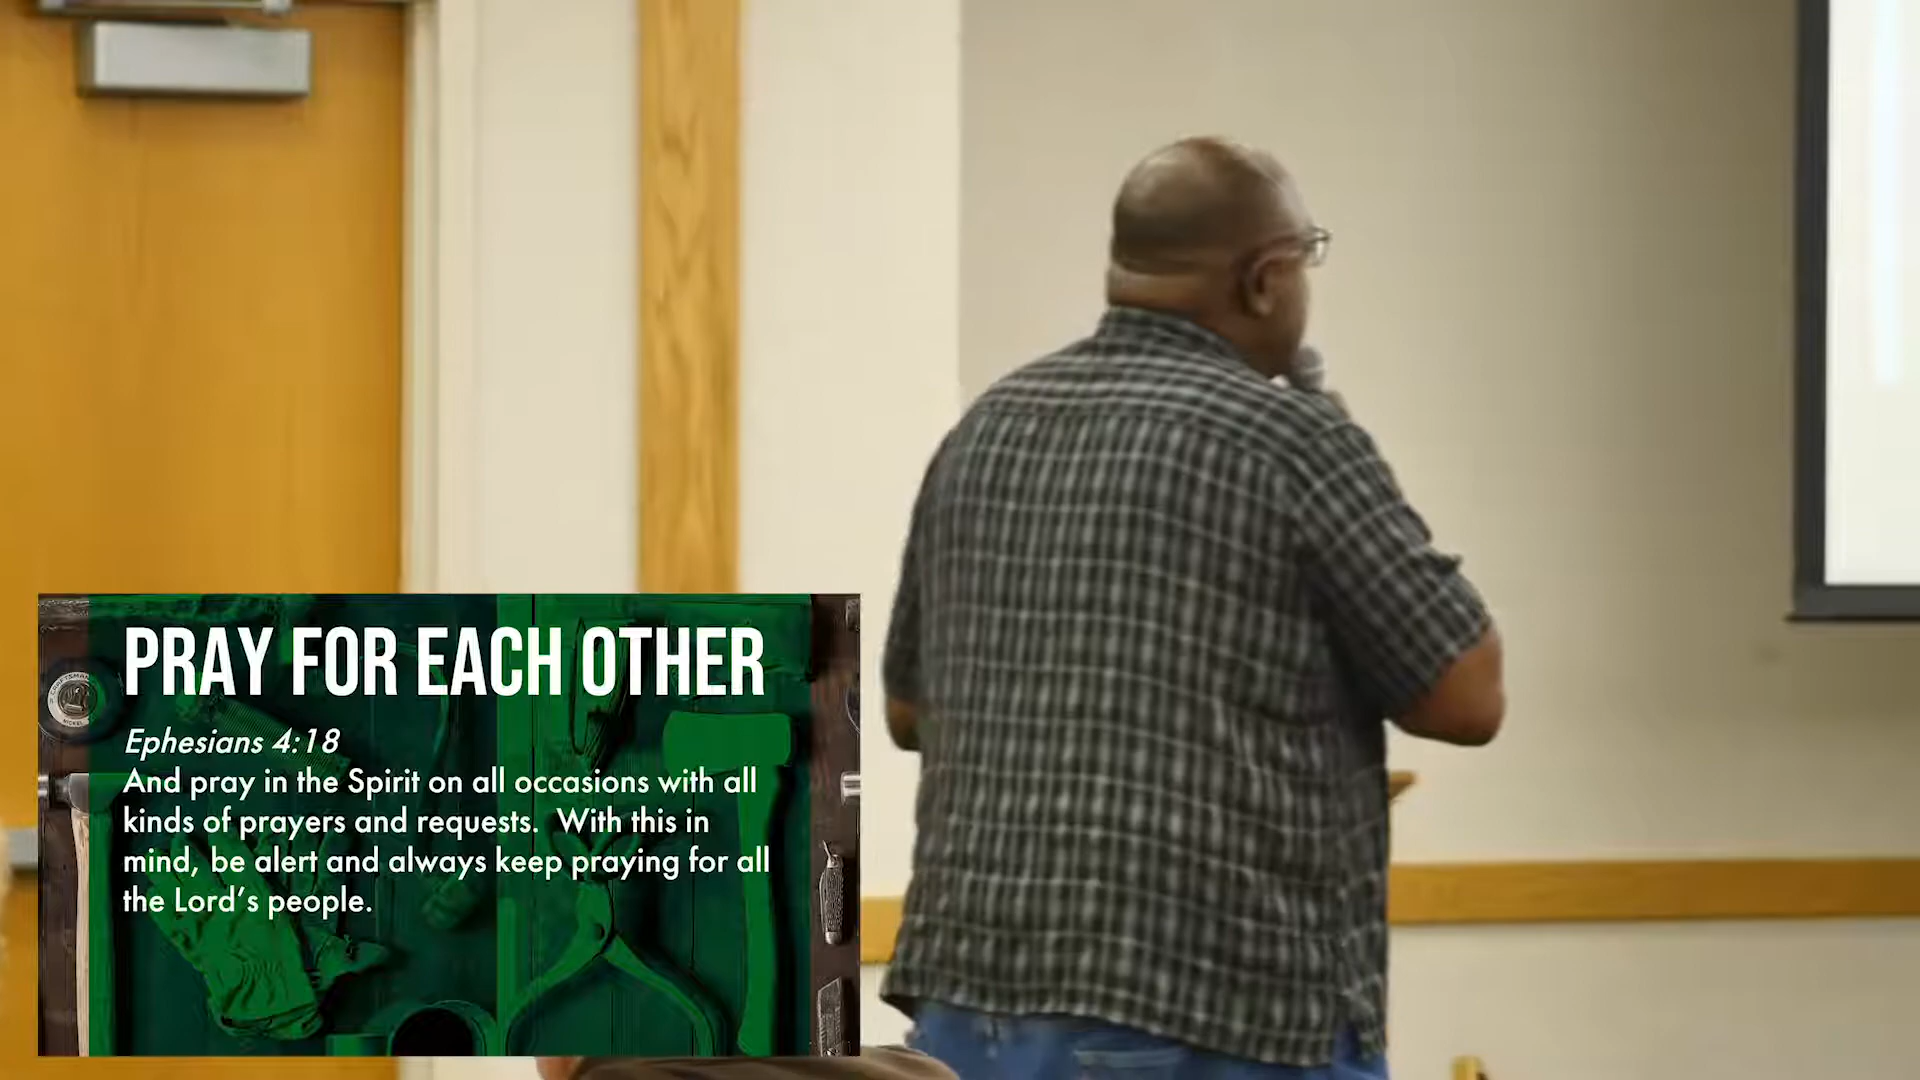 PRAY FOR EACH OTHER
Ephesians 4:18
And pray in the Spirit on all occasions with all
kinds of prayers and requests.  With this in
mind, be alert and always keep praying for all
the Lord’s people.